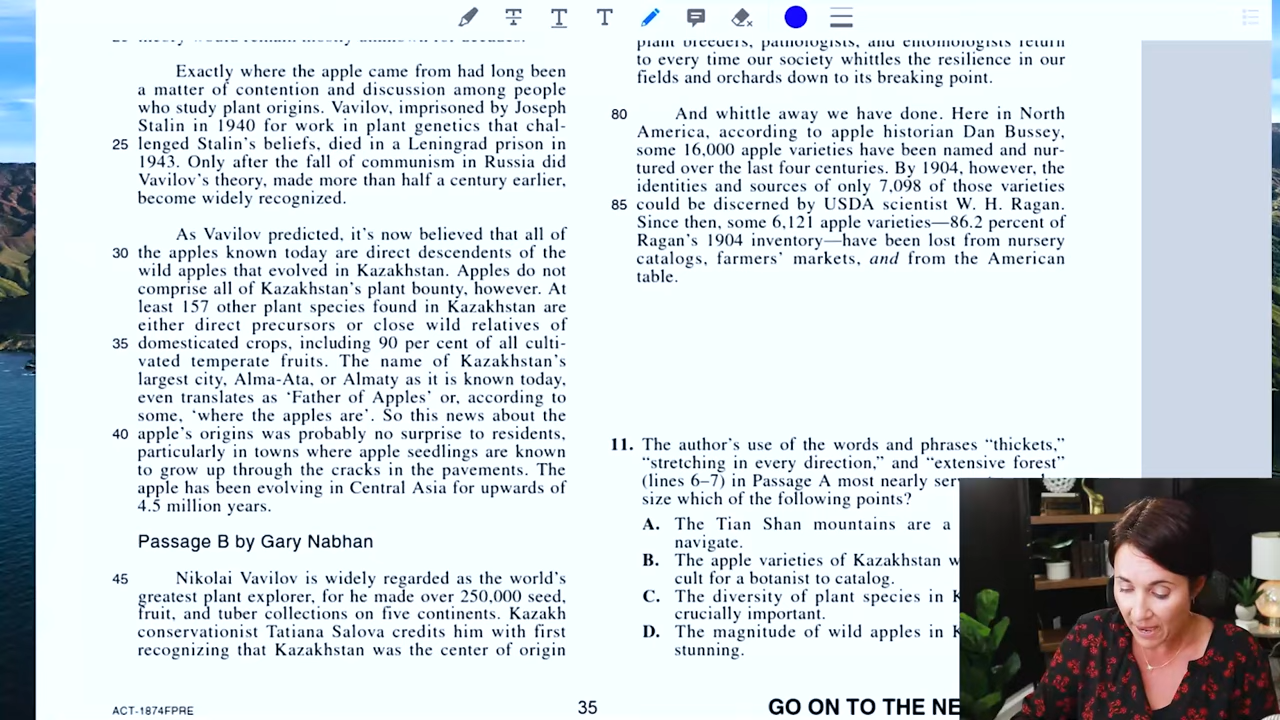 Exactly where the apple came from had long been
a matter of contention and discussion among people
who study plant origins. Vavilov, imprisoned by Joseph
Stalin in 1940 for work in plant genetics that chal-
25 lenged Stalin’s beliefs, died in a Leningrad prison in
1943. Only after the fall of communism in Russia did
Vavilov’s theory, made more than half a century earlier,
become widely recognized.
As Vavilov predicted, it’s now believed that all of
30 the apples known today are direct descendents of the
wild apples that evolved in Kazakhstan. Apples do not
comprise all of Kazakhstan’s plant bounty, however. At
least 157 other plant species found in Kazakhstan are
either direct precursors or close wild relatives of
35 domesticated crops, including 90 per cent of all culti-
vated temperate fruits. The name of Kazakhstan’s
largest city, Alma-Ata, or Almaty as it is known today,
even translates as ‘Father of Apples’ or, according to
some, ‘where the apples are’. So this news about the
40 apple’s origins was probably no surprise to residents,
particularly in towns where apple seedlings are known
to grow up through the cracks in the pavements. The
apple has been evolving in Central Asia for upwards of
4.5 million years.
Passage B by Gary Nabhan
45 Nikolai Vavilov is widely regarded as the world’s
greatest plant explorer, for he made over 250,000 seed,
fruit, and tuber collections on five continents. Kazakh
conservationist Tatiana Salova credits him with first
recognizing that Kazakhstan was the center of origin
plant breeders, pathologists, and entomologists return
to every time our society whittles the resilience in our
fields and orchards down to its breaking point.
80 And whittle away we have done. Here in North
America, according to apple historian Dan Bussey,
some 16,000 apple varieties have been named and nur-
tured over the last four centuries. By 1904, however, the
identities and sources of only 7,098 of those varieties
85 could be discerned by USDA scientist W. H. Ragan.
Since then, some 6,121 apple varieties—86.2 percent of
Ragan’s 1904 inventory—have been lost from nursery
catalogs, farmers’ markets, and from the American
table.
11. The author’s use of the words and phrases “thickets,”
“stretching in every direction,” and “extensive forest”
(lines 6–7) in Passage A most nearly
size which of the following points?
A. The Tian Shan mountains are a
navigate.
B. The apple varieties of Kazakhstan
cult for a botanist to catalog.
C. The diversity of plant species in
crucially important.
D. The magnitude of wild apples in
stunning.
ACT-1874FPRE
35
GO ON TO THE